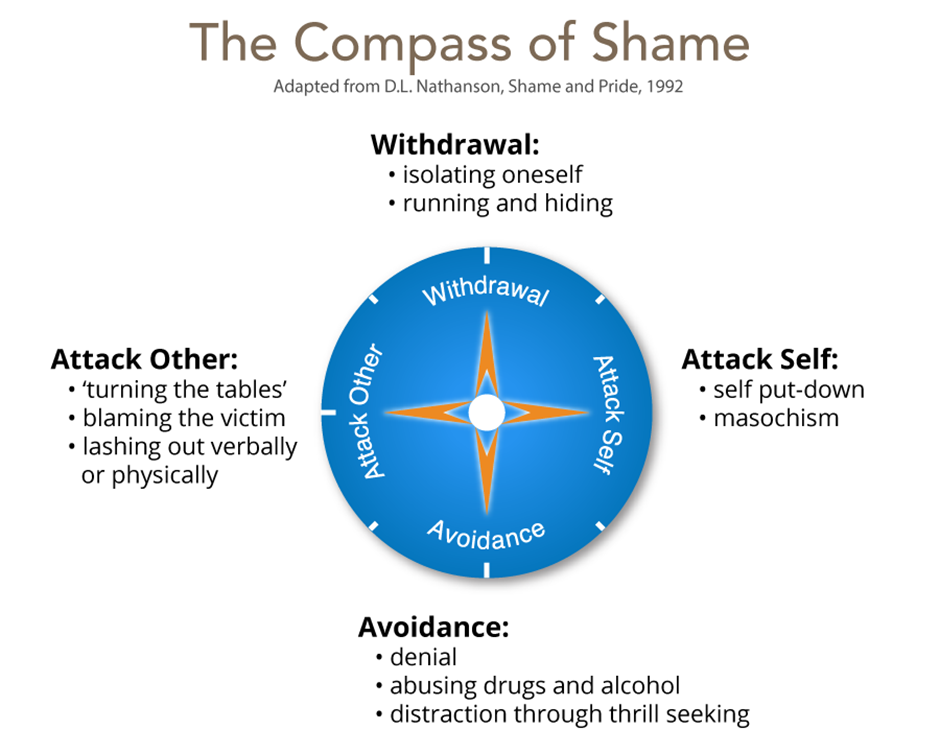 The Compass of Shame
Adapted from D.L. Nathanson, Shame and Pride, 1992
Withdrawal:
• isolating oneself
• running and hiding
Attack Other:
• ‘turning the tables’
• blaming the victim
• lashing out verbally
or physically
Withdrawal
Attack Other
Attack Self
Avoidance
Attack Self:
• self put-down
• masochism
Avoidance:
• denial
• abusing drugs and alcohol
• distraction through thrill seeking